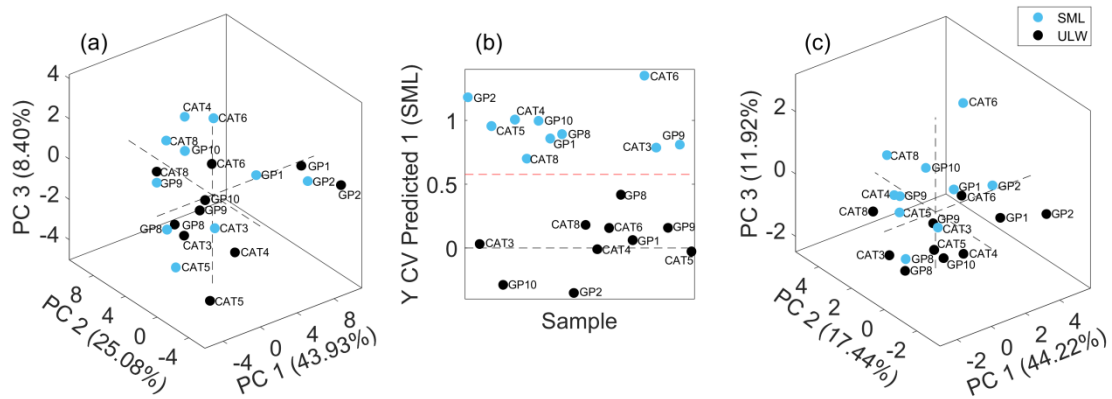 (a)
4
2
0
-2
-4
PC 3 (8.40%)
8
4
0
-4
PC 2 (25.08%)
-4
0
4
8
PC 1 (43.93%)
CAT4
CAT6
CAT8
GP10
CAT6
CAT8
GP1
GP1
GP9
GP2
GP2
GP10
GP9
GP8
GP8
CAT3
CAT3
CAT4
CAT5
CAT5
(b)
Y CV Predicted 1 (SML)
1
0.5
0
Sample
CAT6
GP2
CAT4
CAT5
GP10
GP8
GP1
GP9
CAT3
CAT8
GP8
CAT8
CAT6
GP9
CAT3
GP1
CAT4
CAT5
GP10
GP2
(c)
SML
ULW
2
0
-2
PC 3 (11.92%)
4
2
0
-2
PC 2 (17.44%)
-2
0
2
4
PC 1 (44.22%)
CAT6
CAT8
GP10
GP1
GP2
CAT4
GP9
CAT6
CAT8
CAT5
GP1
GP2
GP9
CAT3
CAT5
CAT3
CAT4
GP8
GP10
GP8